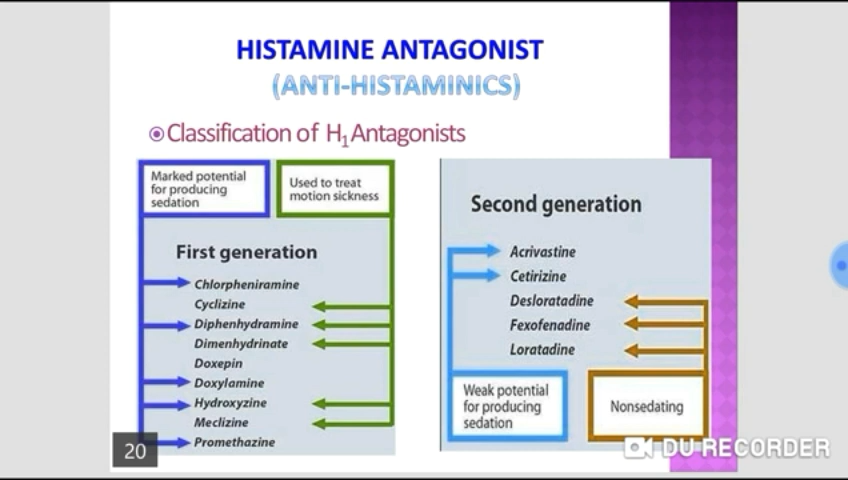 HISTAMINE ANTAGONIST
(ANTI-HISTAMINICS)
Classification of H₁ Antagonists
Marked potential
for producing
sedation
Used to treat
motion sickness
First generation
Chlorpheniramine
Cyclizine
Diphenhydramine
Dimenhydrinate
Doxepin
Doxylamine
Hydroxyzine
Meclizine
Promethazine
Second generation
Acrivastine
Cetirizine
Desloratadine
Fexofenadine
Loratadine
Weak potential
for producing
sedation
Nonsedating
20
DU RECORDER